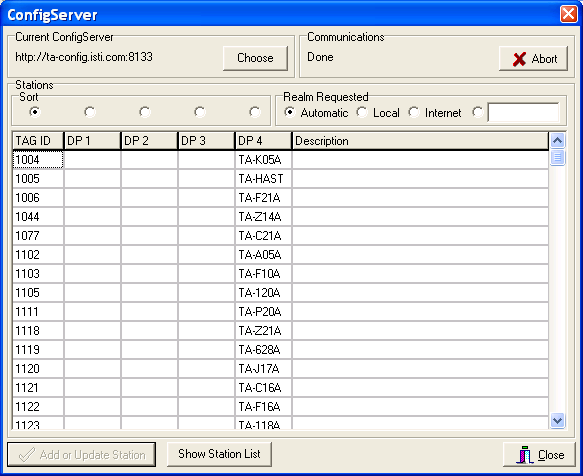 ConfigServer
Current ConfigServer
http://ta-config.isti.com:8133
Choose
Communications
Done
Abort
Stations
Sort
Realm Requested
Automatic Local Internet
TAG ID DP 1 DP 2 DP 3 DP 4 Description
1004 TA-K05A
1005 TA-HAST
1006 TA-F21A
1044 TA-Z14A
1077 TA-C21A
1102 TA-A05A
1103 TA-F10A
1105 TA-120A
1111 TA-P20A
1118 TA-Z21A
1119 TA-628A
1120 TA-J17A
1121 TA-C16A
1122 TA-F16A
1123 TA-118A
Add or Update Station
Show Station List
Close